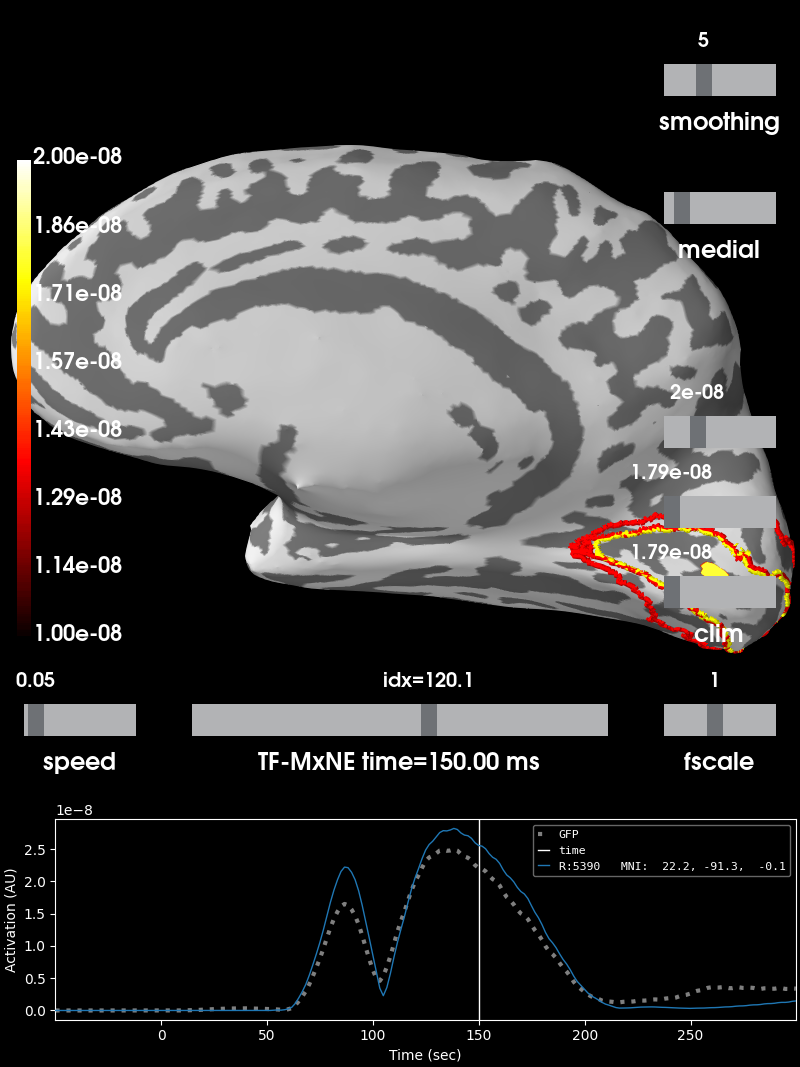 5
smoothing
2.00e-08
1.86e-08
medial
1.71e-08
1.57e-08
2e-08
1.43e-08
1.79e-08
1.29e-08
1.79e-08
1.14e-08
1.00e-08
clim
0.05
idx=120.1
1
speed
TF-MxNE time=150.00 ms
fscale
1e−8
GFP
time
R:5390 MNI: 22.2, -91.3, -0.1
2.5
2.0
1.5
1.0
0.5
0.0
Activation (AU)
0 50 100 150 200 250
Time (sec)